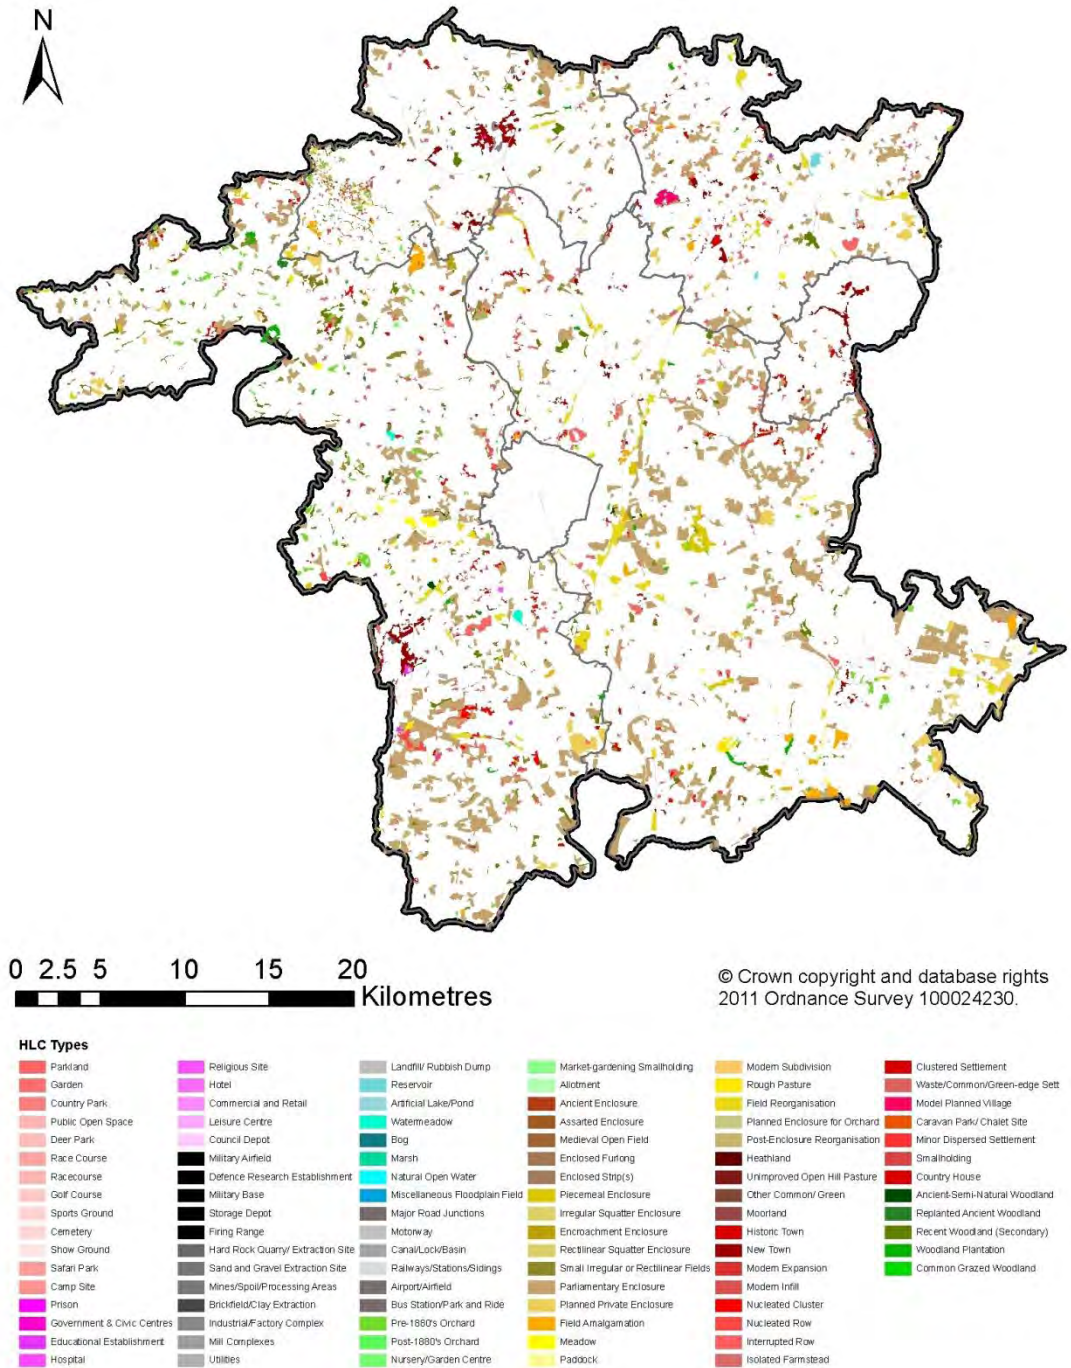 N
0 2.5 5 10 15 20
Kilometres
© Crown copyright and database rights
2011 Ordnance Survey 100024230.
HLC Types
Parkland
Garden
Country Park
Public Open Space
Deer Park
Race Course
Racecourse
Golf Course
Sports Ground
Cemetery
Show Ground
Safari Park
Camp Site
Prison
Government & Civic Centres
Educational Establishment
Hospital
Religious Site
Hotel
Commercial and Retail
Leisure Centre
Council Depot
Military Airfield
Defence Research Establishment
Military Base
Storage Depot
Firing Range
Hard Rock Quarry/ Extraction Site
Sand and Gravel Extraction Site
Mines/Spoil/Processing Areas
Brickfield/Clay Extraction
Industrial/Factory Complex
Mill Complexes
Utilities
Landfill/ Rubbish Dump
Reservoir
Artificial Lake/Pond
Watermeadow
Bog
Marsh
Natural Open Water
Miscellaneous Floodplain Field
Major Road Junctions
Motorway
Canal/Lock/Basin
Railways/Stations/Sidings
Airport/Airfield
Bus Station/Park and Ride
Pre-1880's Orchard
Post-1880's Orchard
Nursery/Garden Centre
Market-gardening Smallholding
Allotment
Ancient Enclosure
Assarted Enclosure
Medieval Open Field
Enclosed Furlong
Enclosed Strip(s)
Piecemeal Enclosure
Irregular Squatter Enclosure
Encroachment Enclosure
Rectilinear Squatter Enclosure
Small Irregular or Rectilinear Fields
Parliamentary Enclosure
Planned Private Enclosure
Field Amalgamation
Meadow
Paddock
Modern Subdivision
Rough Pasture
Field Reorganisation
Planned Enclosure for Orchard
Post-Enclosure Reorganisation
Heathland
Unimproved Open Hill Pasture
Other Common/ Green
Moorland
Historic Town
New Town
Modern Expansion
Modern Infill
Nucleated Cluster
Nucleated Row
Interrupted Row
Isolated Farmstead
Clustered Settlement
Waste/Common/Green-edge Sett
Model Planned Village
Caravan Park/ Chalet Site
Minor Dispersed Settlement
Smallholding
Country House
Ancient-Semi-Natural Woodland
Replanted Ancient Woodland
Recent Woodland (Secondary)
Woodland Plantation
Common Grazed Woodland